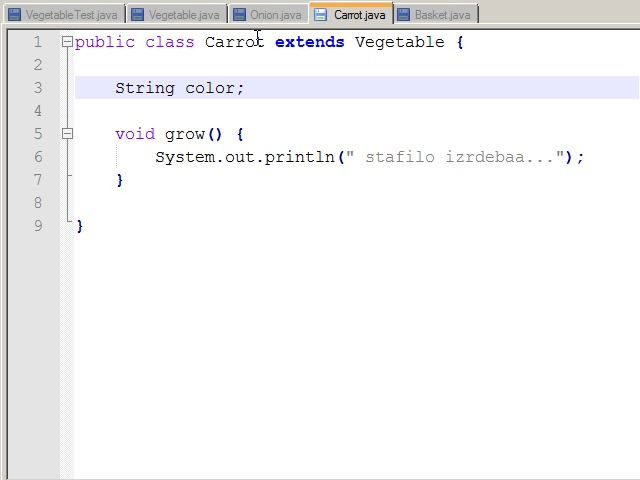 VegetableTest.java Vegetable.java Onion.java Carrot.java Basket.java
1 public class Carrot extends Vegetable {
2
3 String color;
4
5 void grow() {
6 System.out.println(" stafilo izrdebaa...");
7 }
8
9 }